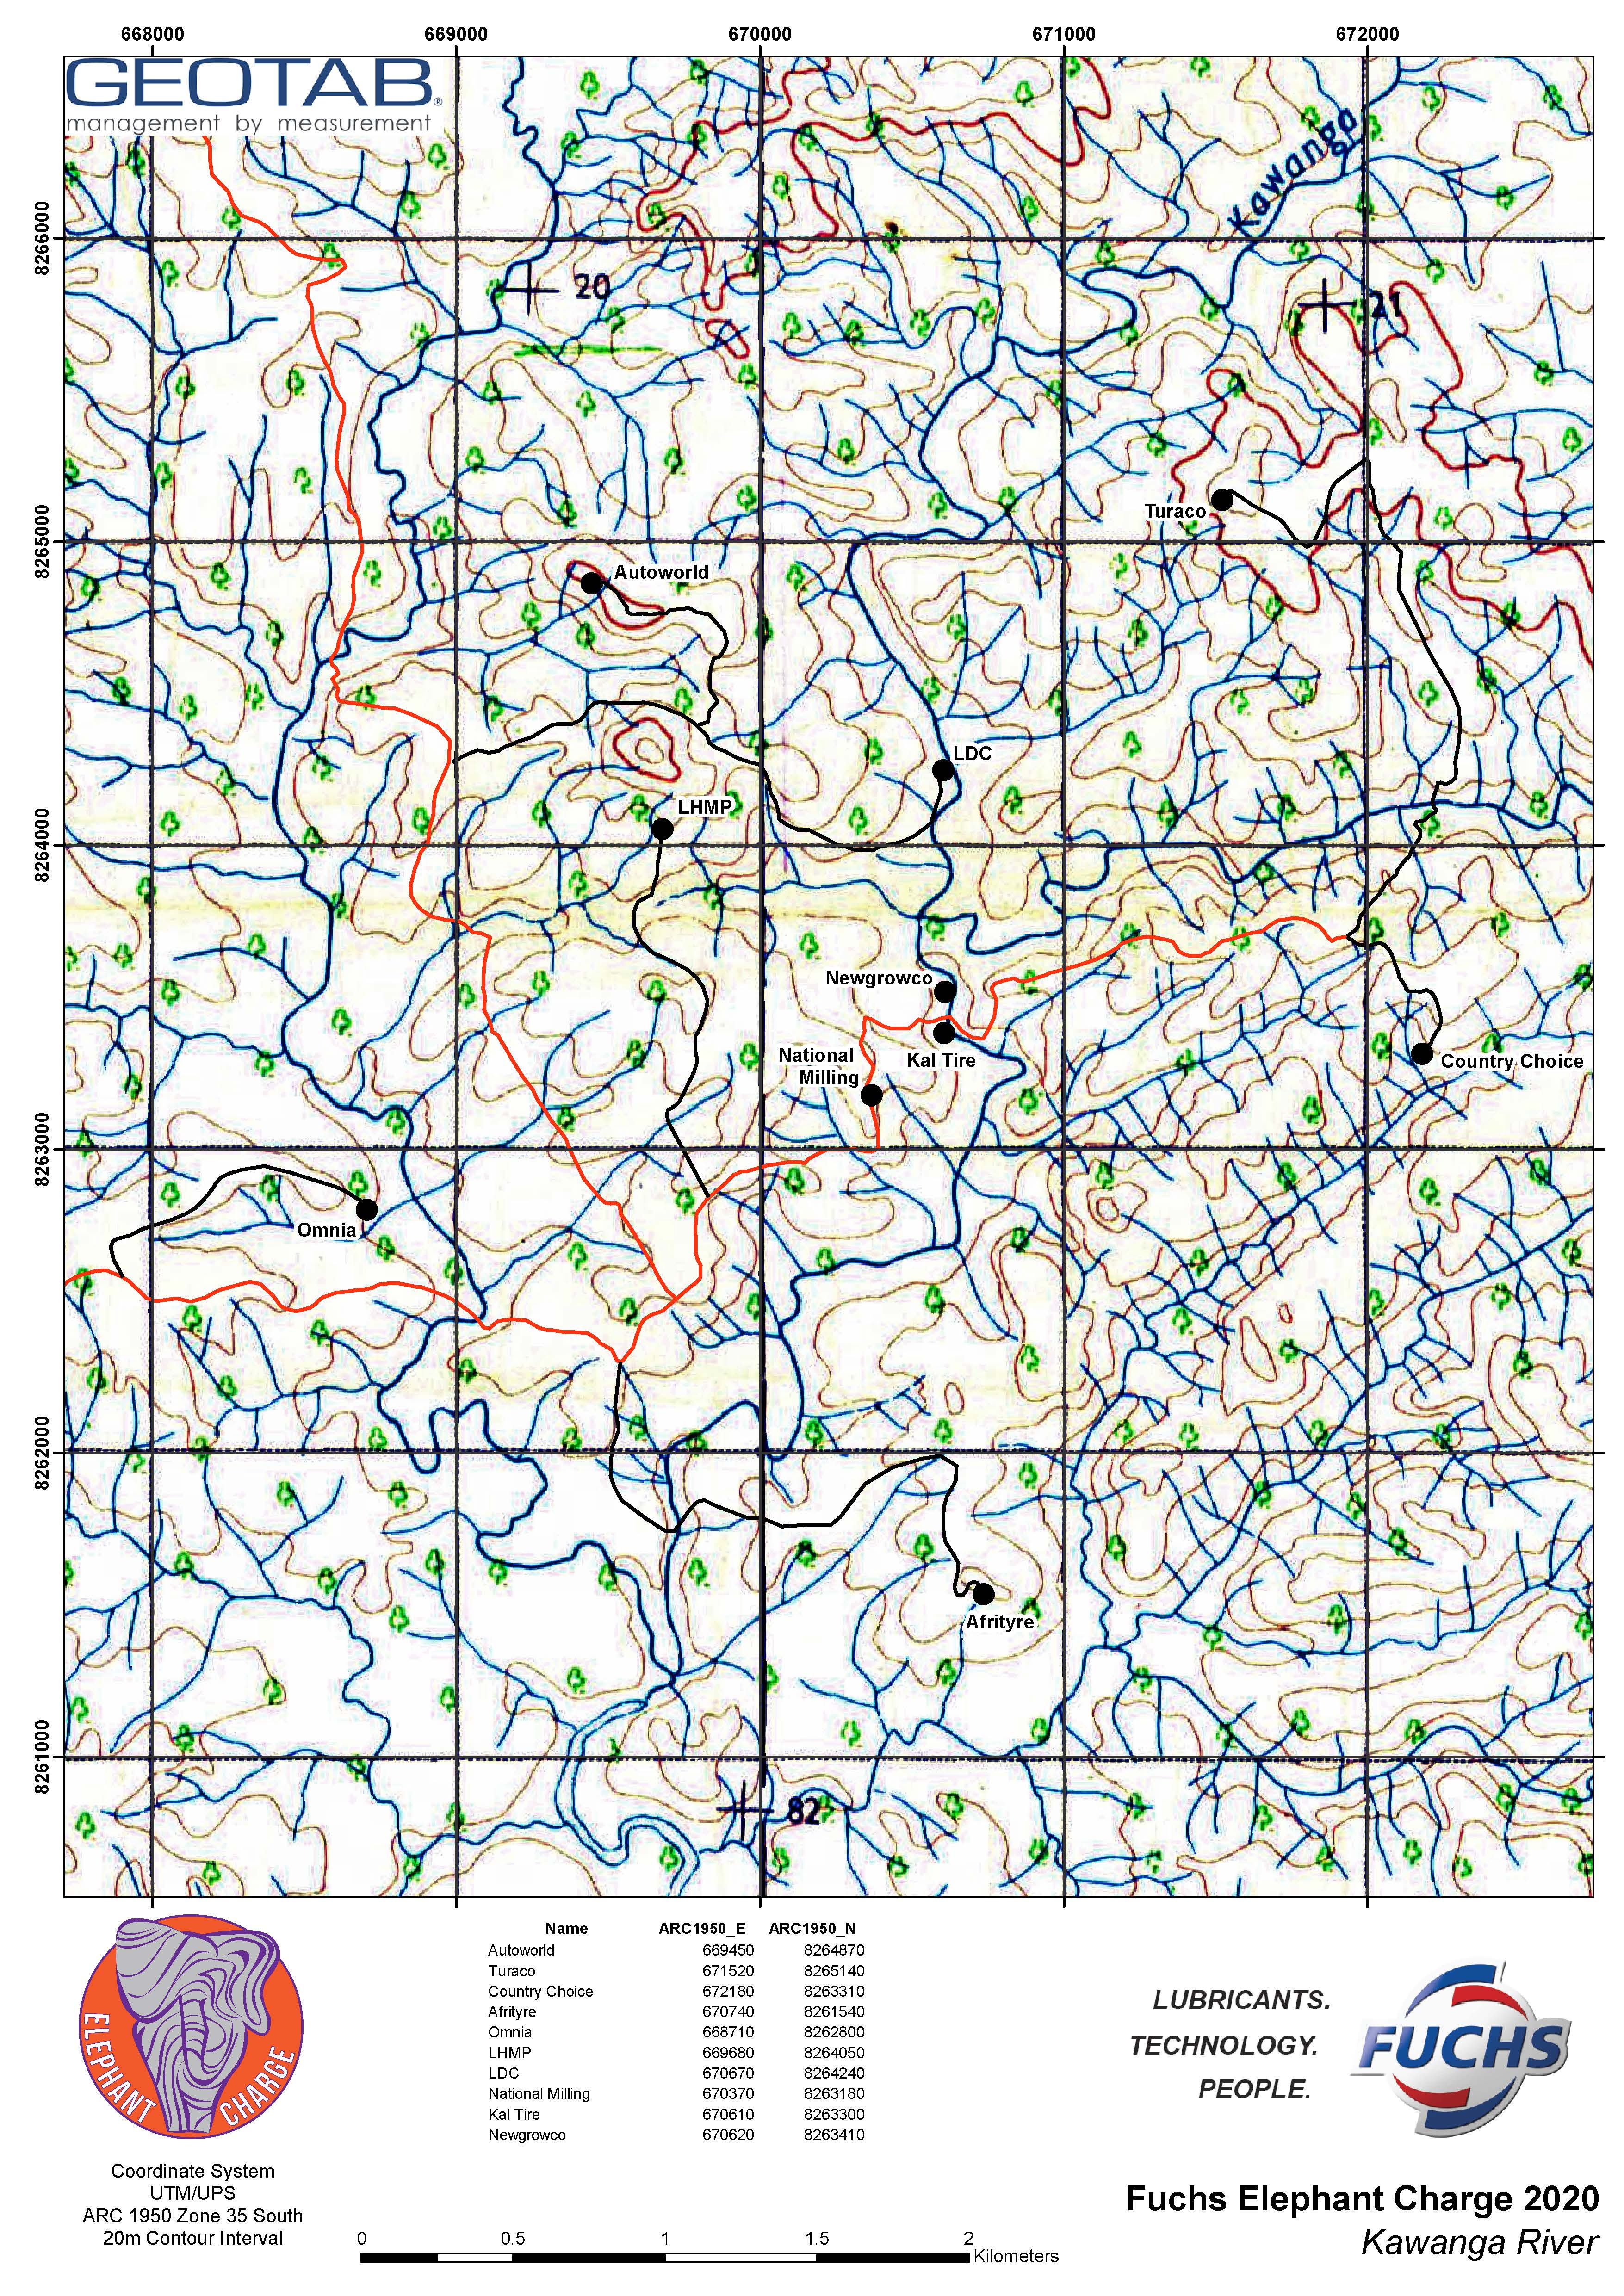 668000 669000 670000 671000 672000
GEOTAB®
management by measurement
Kawanga
8266000
20
21
Turaco
8265000
Autoworld
LDC
LHMP
8264000
Newgrowco
National
Milling
Kal Tire
Country Choice
8263000
Omnia
8262000
Afrityre
8261000
82
ELEPHANT CHARGE
Name ARC1950_E ARC1950_N
Autoworld 669450 8264870
Turaco 671520 8265140
Country Choice 672180 8263310
Afrityre 670740 8261540
Omnia 668710 8262800
LHMP 669680 8264050
LDC 670670 8264240
National Milling 670370 8263180
Kal Tire 670610 8263300
Newgrowco 670620 8263410
LUBRICANTS.
TECHNOLOGY.
PEOPLE.
FUCHS
Coordinate System
UTM/UPS
ARC 1950 Zone 35 South
20m Contour Interval
0 0.5 1 1.5 2
Kilometers
Fuchs Elephant Charge 2020
Kawanga River